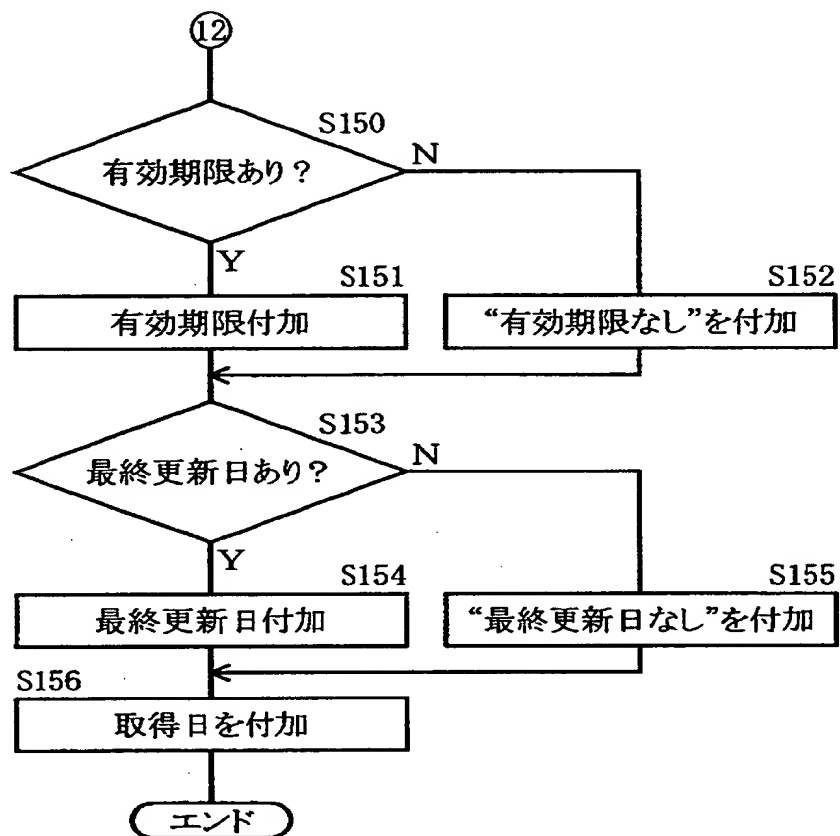 12
S150
有効期限あり?
N
Y
S151
有効期限付加
S152
“有効期限なし”を付加
S153
最終更新日あり?
N
Y
S154
最終更新日付加
S155
“最終更新日なし”を付加
S156
取得日を付加
エンド